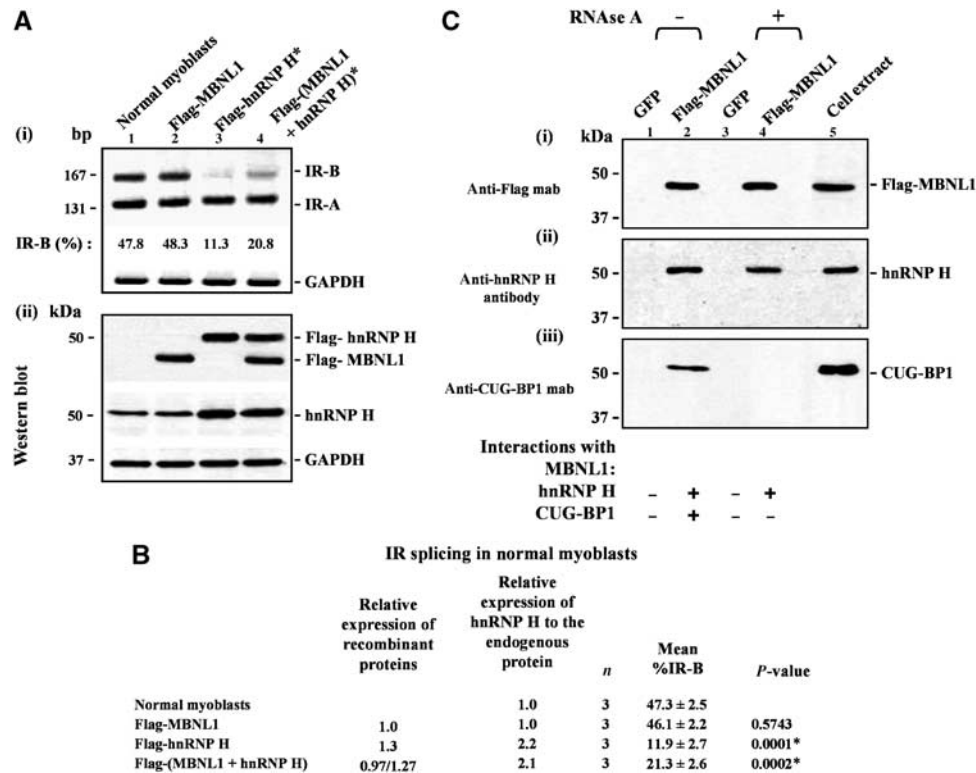 A
Normal myoblasts
Flag-MBNL1
Flag-hnRNP H*
Flag-(MBNL1
+ hnRNP H)*
(i) bp 1 2 3 4
167 - - IR-B
131 - - IR-A
IR-B (%) : 47.8 48.3 11.3 20.8
- GAPDH
(ii) kDa
50 - - Flag- hnRNP H
- Flag- MBNL1
50 - - hnRNP H
37 - - GAPDH
Western blot
C
RNAse A - +
GFP
Flag-MBNL1
GFP
Flag-MBNL1
Cell extract
1 2 3 4 5
(i) kDa
50 -
Anti-Flag mab - Flag-MBNL1
37 -
(ii)
50 - - hnRNP H
Anti-hnRNP H
antibody
37 -
(iii)
50 - - CUG-BP1
Anti-CUG-BP1 mab
37 -
Interactions with
MBNL1:
hnRNP H - + - +
CUG-BP1 - + - -
B
IR splicing in normal myoblasts
Relative
expression of
recombinant
proteins
Relative
expression of
hnRNP H to the
endogenous
protein
n
Mean
%IR-B
P-value
Normal myoblasts 1.0 3 47.3 ± 2.5
Flag-MBNL1 1.0 1.0 3 46.1 ± 2.2 0.5743
Flag-hnRNP H 1.3 2.2 3 11.9 ± 2.7 0.0001*
Flag-(MBNL1 + hnRNP H) 0.97/1.27 2.1 3 21.3 ± 2.6 0.0002*